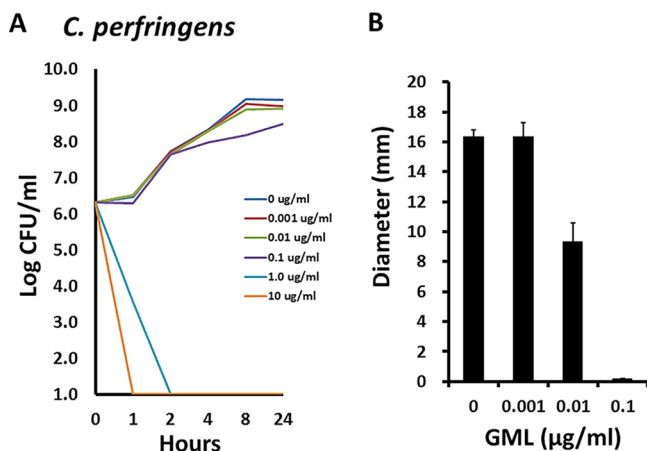 A C. perfringens
10.0
9.0
8.0
7.0
6.0
5.0
4.0
3.0
2.0
1.0
Log CFU/ml
0 ug/ml
0.001 ug/ml
0.01 ug/ml
0.1 ug/ml
1.0 ug/ml
10 ug/ml
0 1 2 4 8 24
Hours
B
20
18
16
14
12
10
8
6
4
2
0
Diameter (mm)
0 0.001 0.01 0.1
GML (µg/ml)